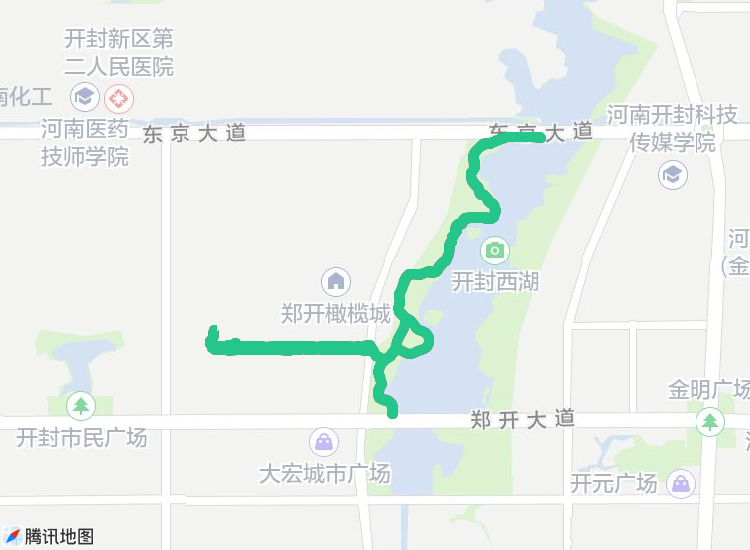 开封新区第
二人民医院
南化工
河南医药
技师学院
东京大道
东京大道
河南开封科技
传媒学院
河
(金
开封西湖
郑开橄榄城
金明广场
郑开大道
开封市民广场
大宏城市广场
开元广场
腾讯地图